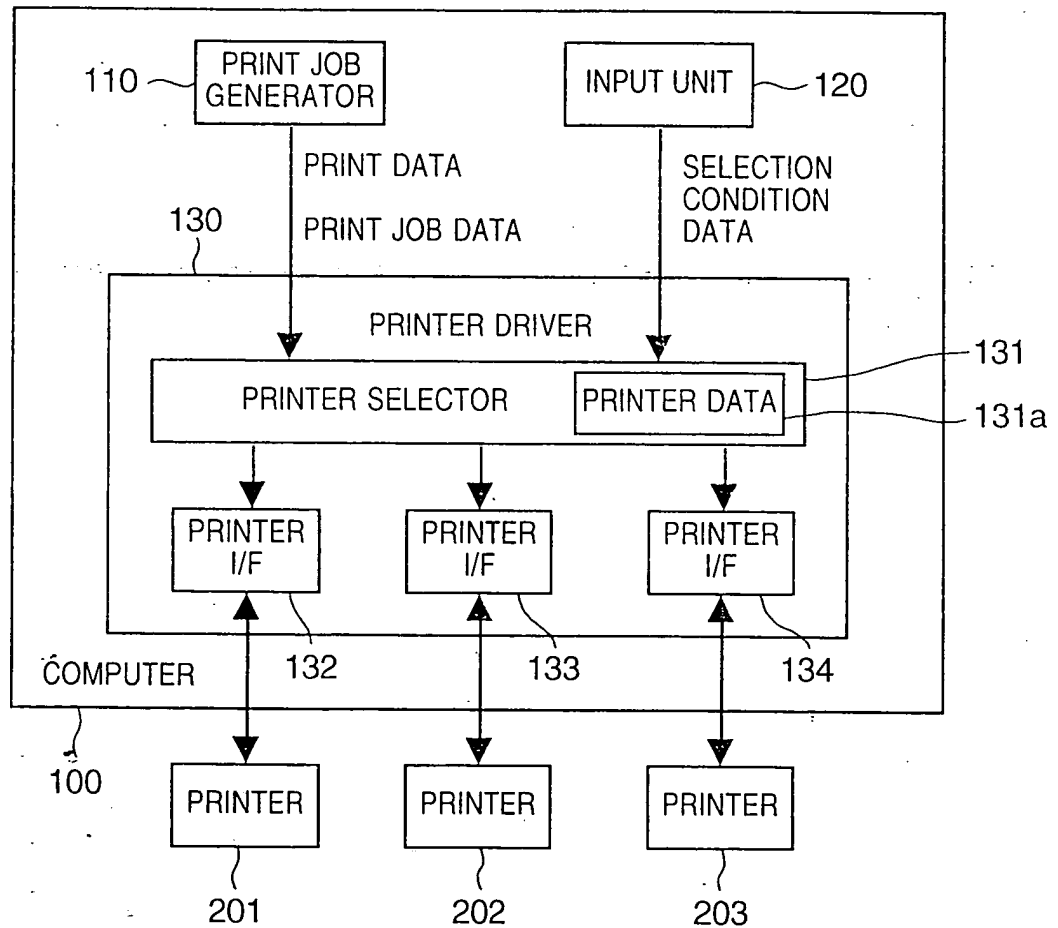 PRINT JOB
GENERATOR
110
INPUT UNIT
120
PRINT DATA
PRINT JOB DATA
SELECTION
CONDITION
DATA
130
PRINTER DRIVER
PRINTER SELECTOR
PRINTER DATA
131
131a
PRINTER
I/F
PRINTER
I/F
PRINTER
I/F
132
133
134
COMPUTER
100
PRINTER
PRINTER
PRINTER
201
202
203